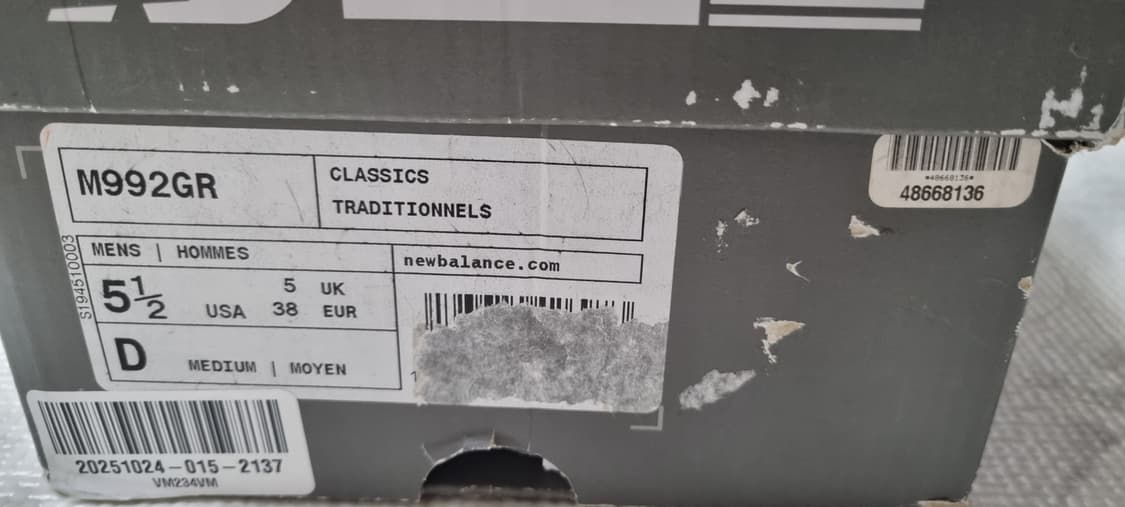 M992GR
CLASSICS
TRADITIONNELS
MENS | HOMMES
newbalance.com
5½ USA
5 UK
38 EUR
D MEDIUM | MOYEN
S194510003
*48668136*
48668136
20251024-015-2137
VM234VM